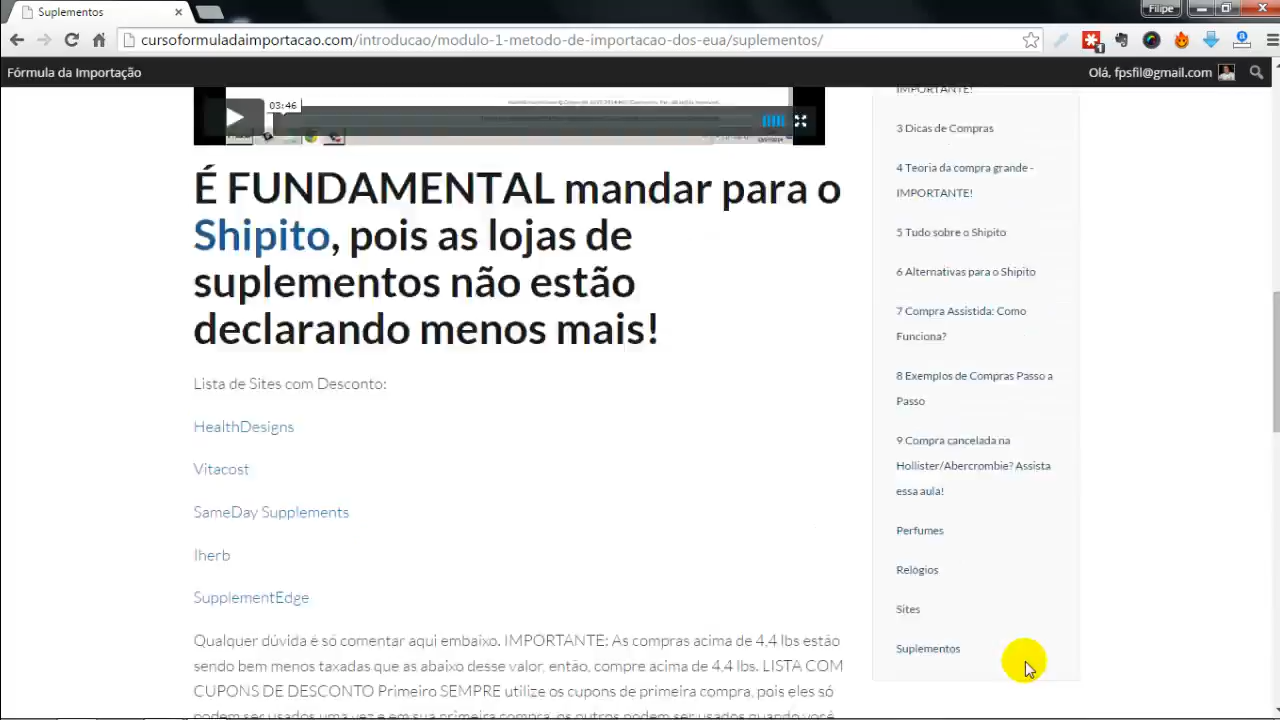 Suplementos
Filipe
cursoformuladaimportacao.com/introducao/modulo-1-metodo-de-importacao-dos-eua/suplementos/
Fórmula da Importação
Olá, fpsfil@gmail.com
03:46
É FUNDAMENTAL mandar para o
Shipito, pois as lojas de
suplementos não estão
declarando menos mais!
Lista de Sites com Desconto:
HealthDesigns
Vitacost
SameDay Supplements
Iherb
SupplementEdge
Qualquer dúvida é só comentar aqui embaixo. IMPORTANTE: As compras acima de 4,4 lbs estão
sendo bem menos taxadas que as abaixo desse valor, então, compre acima de 4,4 lbs. LISTA COM
CUPONS DE DESCONTO Primeiro SEMPRE utilize os cupons de primeira compra, pois eles só
podem ser usados uma vez e em sua primeira compra, os outros podem ser usados quando você
IMPORTANTE!
3 Dicas de Compras
4 Teoria da compra grande -
IMPORTANTE!
5 Tudo sobre o Shipito
6 Alternativas para o Shipito
7 Compra Assistida: Como
Funciona?
8 Exemplos de Compras Passo a
Passo
9 Compra cancelada na
Hollister/Abercrombie? Assista
essa aula!
Perfumes
Relógios
Sites
Suplementos